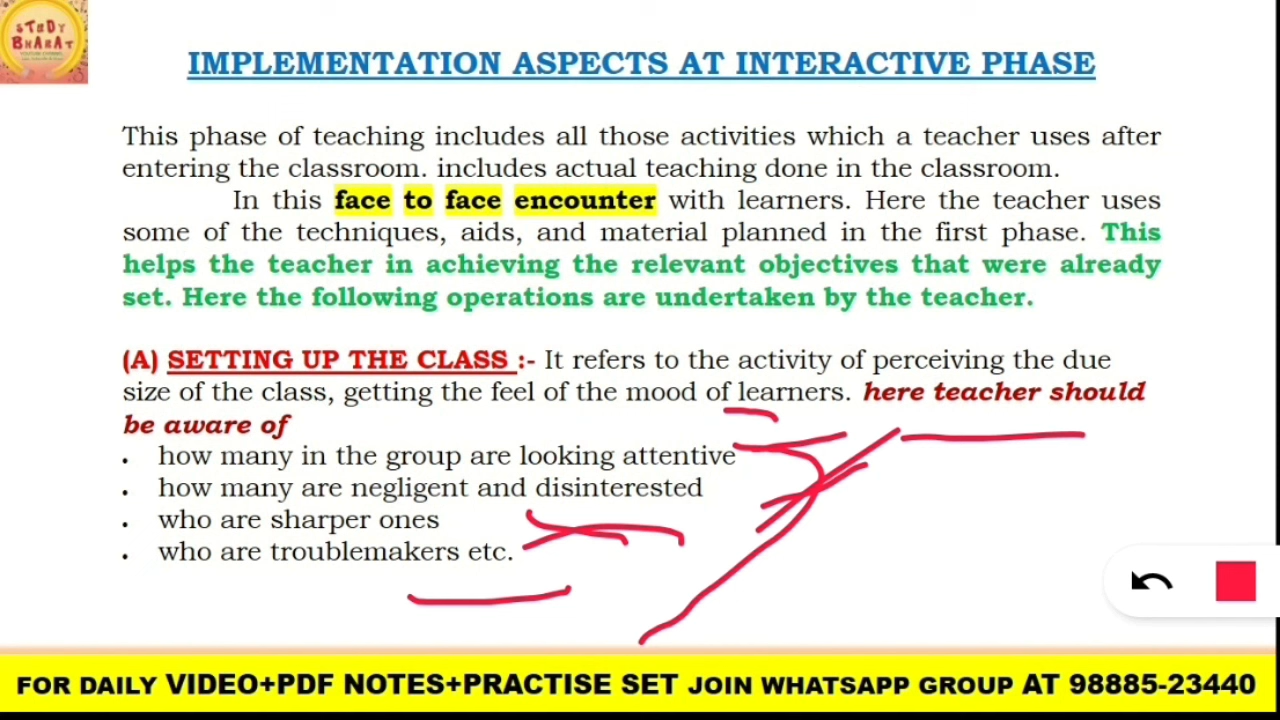 STUDY
BHARAT
IMPLEMENTATION ASPECTS AT INTERACTIVE PHASE
This phase of teaching includes all those activities which a teacher uses after
entering the classroom. includes actual teaching done in the classroom.
In this face to face encounter with learners. Here the teacher uses
some of the techniques, aids, and material planned in the first phase. This
helps the teacher in achieving the relevant objectives that were already
set. Here the following operations are undertaken by the teacher.
(A) SETTING UP THE CLASS :- It refers to the activity of perceiving the due
size of the class, getting the feel of the mood of learners. here teacher should
be aware of
• how many in the group are looking attentive
• how many are negligent and disinterested
• who are sharper ones
• who are troublemakers etc.
FOR DAILY VIDEO+PDF NOTES+PRACTISE SET JOIN WHATSAPP GROUP AT 98885-23440